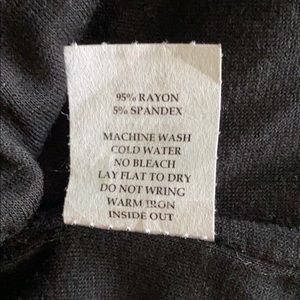 95% RAYON
5% SPANDEX
MACHINE WASH
COLD WATER
NO BLEACH
LAY FLAT TO DRY
DO NOT WRING
WARM IRON
INSIDE OUT